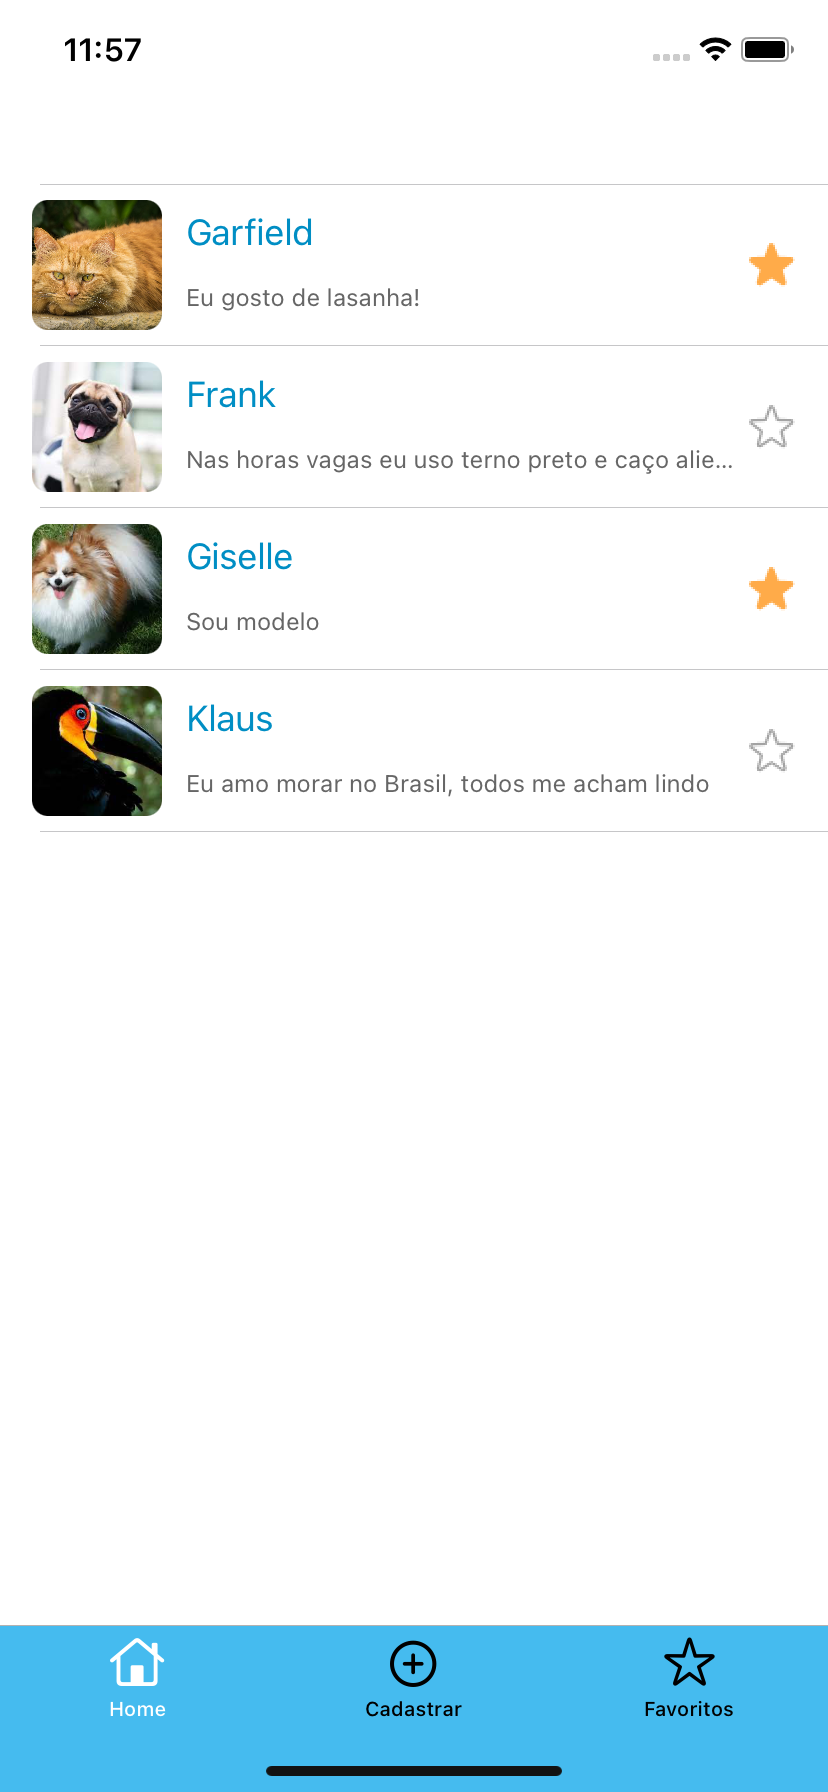 11:57
Garfield
Eu gosto de lasanha!
Frank
Nas horas vagas eu uso terno preto e caço alie...
Giselle
Sou modelo
Klaus
Eu amo morar no Brasil, todos me acham lindo
Home
Cadastrar
Favoritos